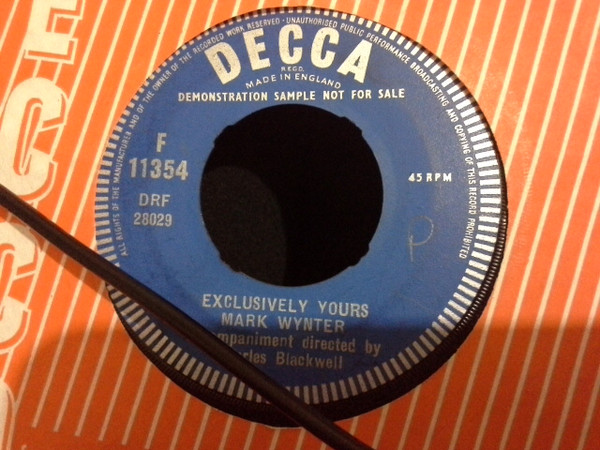 ALL RIGHTS OF THE MANUFACTURER AND OF THE OWNER OF THE RECORDED WORK RESERVED · UNAUTHORISED PUBLIC PERFORMANCE BROADCASTING AND COPYING OF THIS RECORD PROHIBITED
DECCA
REGD.
MADE IN ENGLAND
DEMONSTRATION SAMPLE NOT FOR SALE
F
11354
45 RPM
DRF
28029
P
EXCLUSIVELY YOURS
MARK WYNTER
directed by
Blackwell